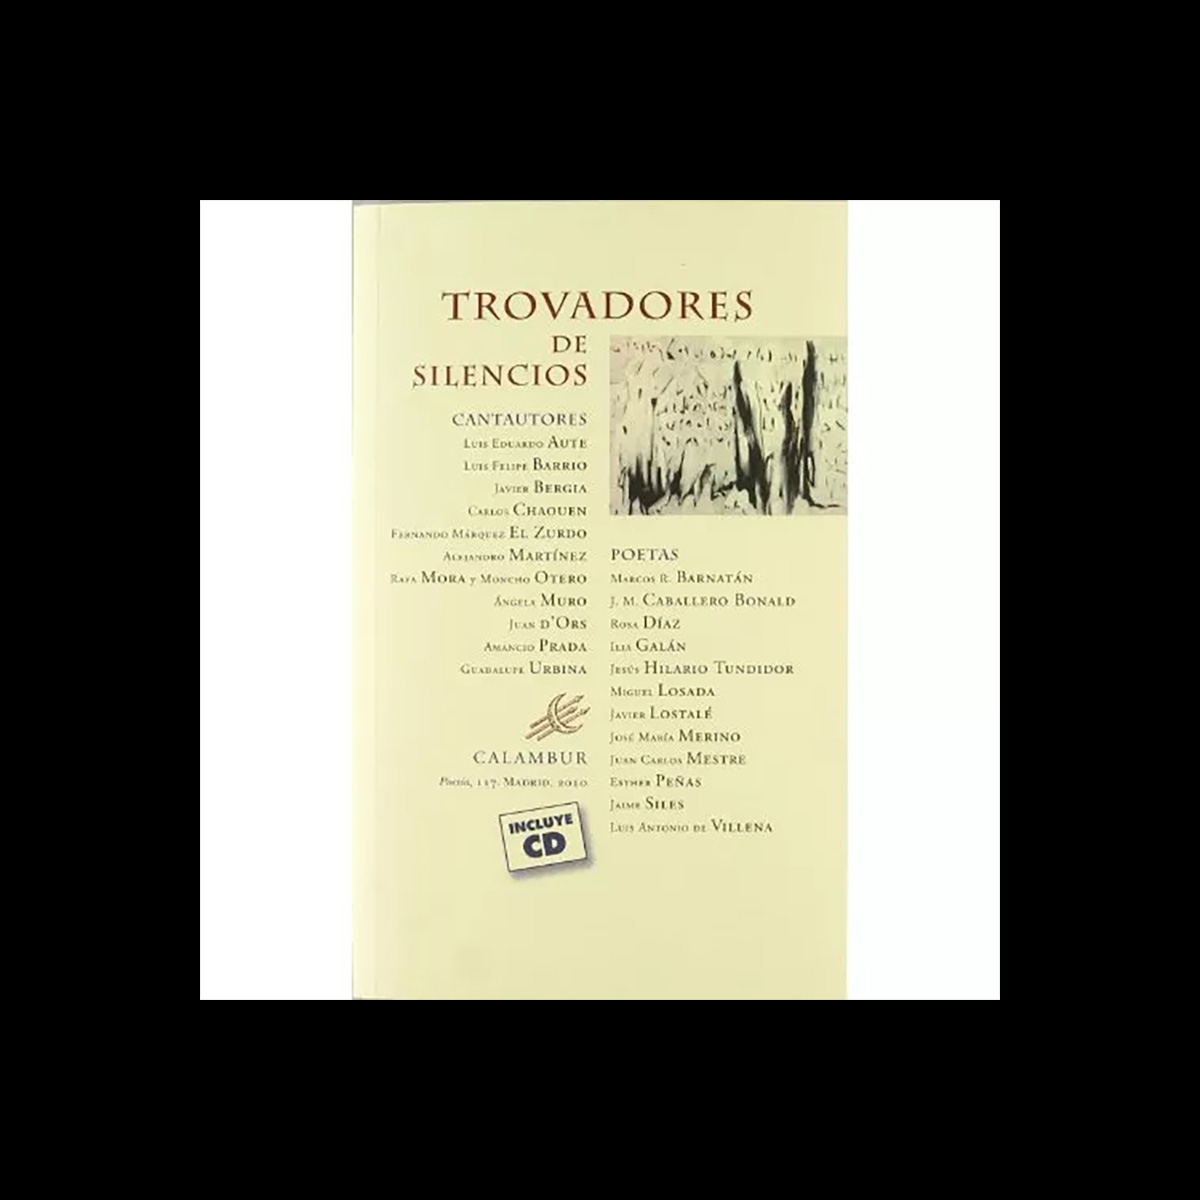 TROVADORES
DE
SILENCIOS
CANTAUTORES
Luis Eduardo AUTE
Luis Felipe BARRIO
Javier BERGIA
Carlos CHAOUEN
Fernando Márquez EL ZURDO
Alejandro MARTÍNEZ
Rafa MORA y Moncho OTERO
Ángela MURO
Juan D'ORS
Amancio PRADA
Guadalupe URBINA
CALAMBUR
Poesía, 117. MADRID, 2010
INCLUYE
CD
POETAS
Marcos R. BARNATÁN
J. M. CABALLERO BONALD
Rosa DÍAZ
Ilia GALÁN
Jesús HILARIO TUNDIDOR
Miguel LOSADA
Javier LOSTALÉ
José María MERINO
Juan Carlos MESTRE
Esther PEÑAS
Jaime SILES
Luis Antonio de VILLENA